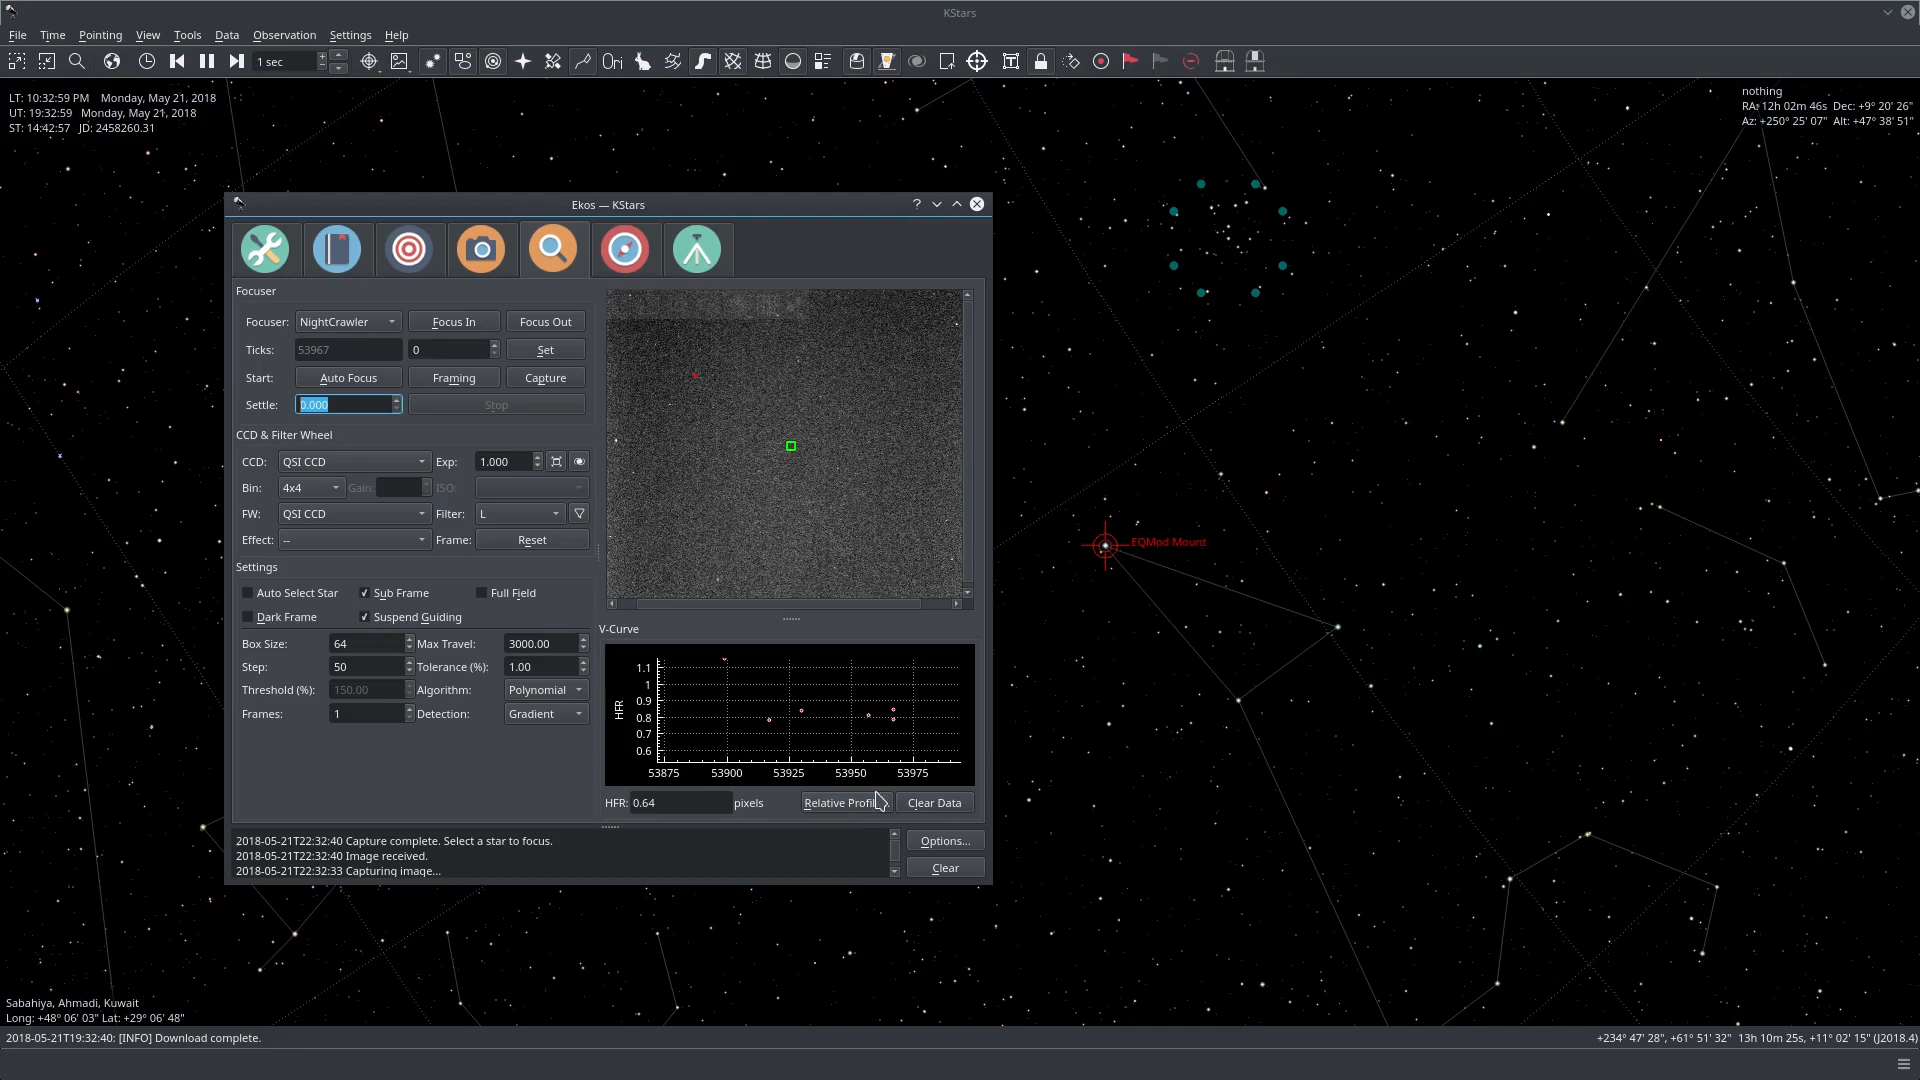 KStars
File Time Pointing View Tools Data Observation Settings Help
1 sec
Ori
LT: 10:32:59 PM Monday, May 21, 2018
UT: 19:32:59 Monday, May 21, 2018
ST: 14:42:57 JD: 2458260.31
nothing
RA: 12h 02m 46s Dec: +9° 20' 26"
Az: +250° 25' 07" Alt: +47° 38' 51"
Ekos — KStars
Focuser
Focuser: NightCrawler Focus In Focus Out
Ticks: 53967 0 Set
Start: Auto Focus Framing Capture
Settle: 0.000 Stop
CCD & Filter Wheel
CCD: QSI CCD Exp: 1.000
Bin: 4x4 Gain: ISO:
FW: QSI CCD Filter: L
Effect: -- Frame: Reset
Settings
Auto Select Star Sub Frame Full Field
Dark Frame Suspend Guiding
Box Size: 64 Max Travel: 3000.00
Step: 50 Tolerance (%): 1.00
Threshold (%): 150.00 Algorithm: Polynomial
Frames: 1 Detection: Gradient
V-Curve
HFR
1.1
1
0.9
0.8
0.7
0.6
53875 53900 53925 53950 53975
HFR: 0.64 pixels Clear Data
Relative
2018-05-21T22:32:40 Capture complete. Select a star to focus.
2018-05-21T22:32:40 Image received.
2018-05-21T22:32:33 Capturing image...
Options...
Clear
EQMod Mount
Sabahiya, Ahmadi, Kuwait
Long: +48° 06' 03" Lat: +29° 06' 48"
2018-05-21T19:32:40: [INFO] Download complete.
+234° 47' 28", +61° 51' 32" 13h 10m 25s, +11° 02' 15" (J2018.4)